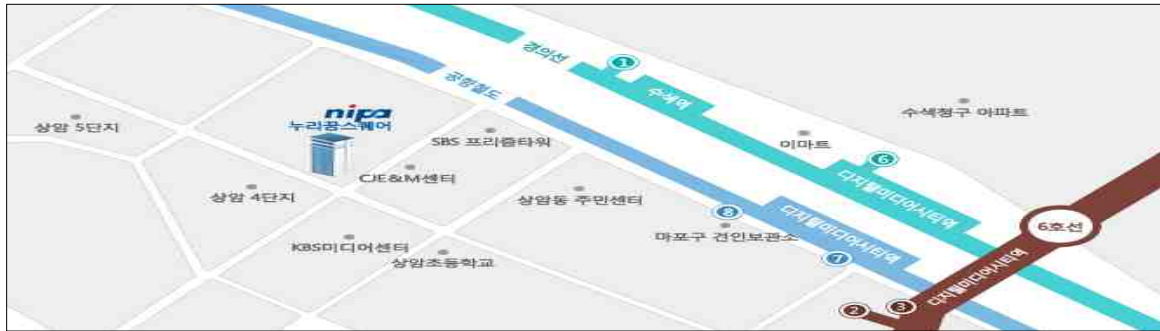 경의선
1
수색역
공항철도
수색청구 아파트
nipa
누리꿈스퀘어
상암 5단지
SBS 프리즘타워
이마트
6
디지털미디어시티역
CJE&M센터
상암 4단지
상암동 주민센터
8
디지털미디어시티역
마포구 견인보관소
6호선
KBS미디어센터
상암초등학교
7
디지털미디어시티역
2
3